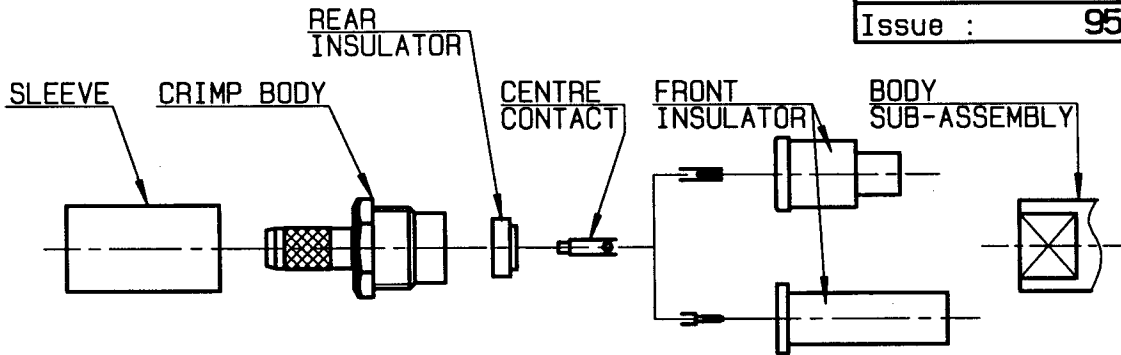 Issue : 95
REAR
INSULATOR
SLEEVE
CRIMP BODY
CENTRE
CONTACT
FRONT
INSULATOR
BODY
SUB-ASSEMBLY